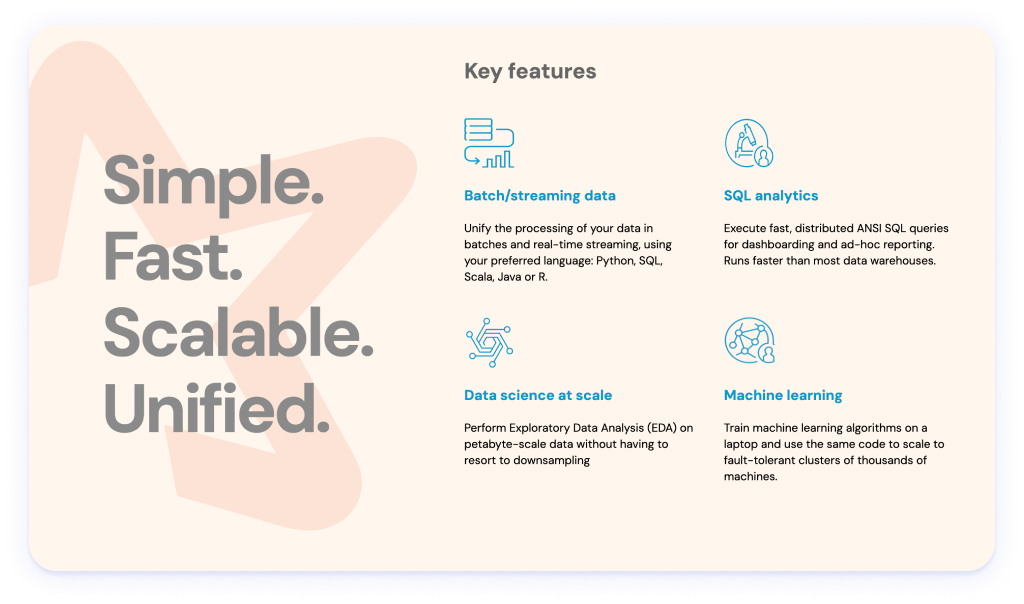 Simple.
Fast.
Scalable.
Unified.
Key features
Batch/streaming data
Unify the processing of your data in
batches and real-time streaming, using
your preferred language: Python, SQL,
Scala, Java or R.
SQL analytics
Execute fast, distributed ANSI SQL queries
for dashboarding and ad-hoc reporting.
Runs faster than most data warehouses.
Data science at scale
Perform Exploratory Data Analysis (EDA) on
petabyte-scale data without having to
resort to downsampling
Machine learning
Train machine learning algorithms on a
laptop and use the same code to scale to
fault-tolerant clusters of thousands of
machines.